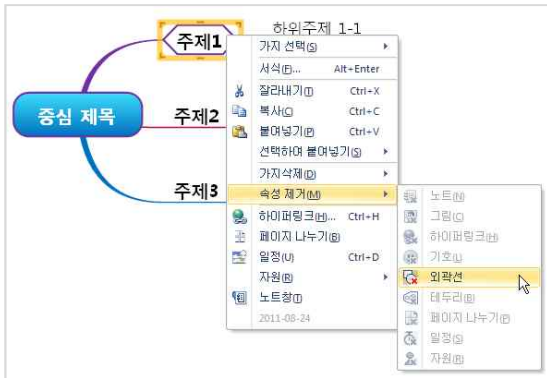 하위주제 1-1
주제1
중심 제목
주제2
주제3
가지 선택(S)
서식(F)... Alt+Enter
잘라내기(T) Ctrl+X
복사(C) Ctrl+C
붙여넣기(P) Ctrl+V
선택하여 붙여넣기(S)
가지삭제(D)
속성 제거(M)
하이퍼링크(H)... Ctrl+H
페이지 나누기(B)
일정(U) Ctrl+D
자원(R)
노트창(T)
2011-08-24
노트(N)
그림(C)
하이퍼링크(H)
기호(L)
외곽선
테두리(B)
페이지 나누기(P)
일정(S)
자원(R)